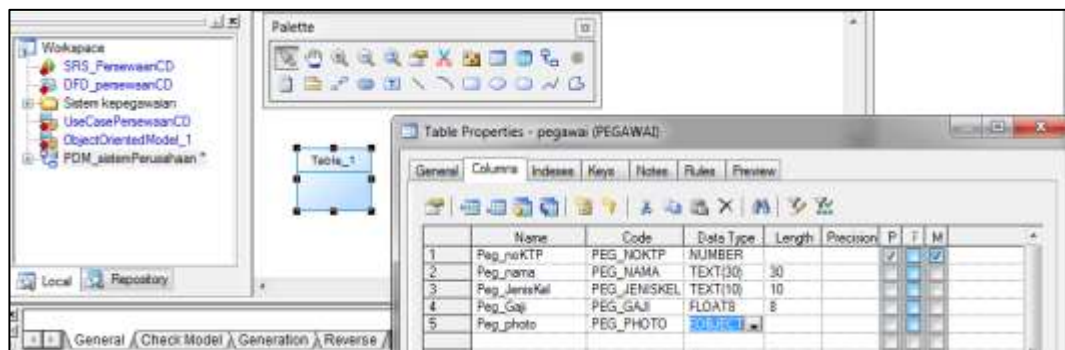 Palette
Workspace
SRS_PersewaanCD
DFD_persewaanCD
Sistem kepegawaian
UseCasePersewaanCD
ObjectOrientedModel_1
PDM_sistemPerusahaan *
Local Repository
Table_1
Table Properties - pegawai (PEGAWAI)
General Columns Indexes Keys Notes Rules Preview
Name Code Data Type Length Precision P F M
1 Peg_noKTP PEG_NOKTP NUMBER
2 Peg_nama PEG_NAMA TEXT(30) 30
3 Peg_JenisKel PEG_JENISKEL TEXT(10) 10
4 Peg_Gaji PEG_GAJI FLOAT8 8
5 Peg_photo PEG_PHOTO
General Check Model Generation Reverse